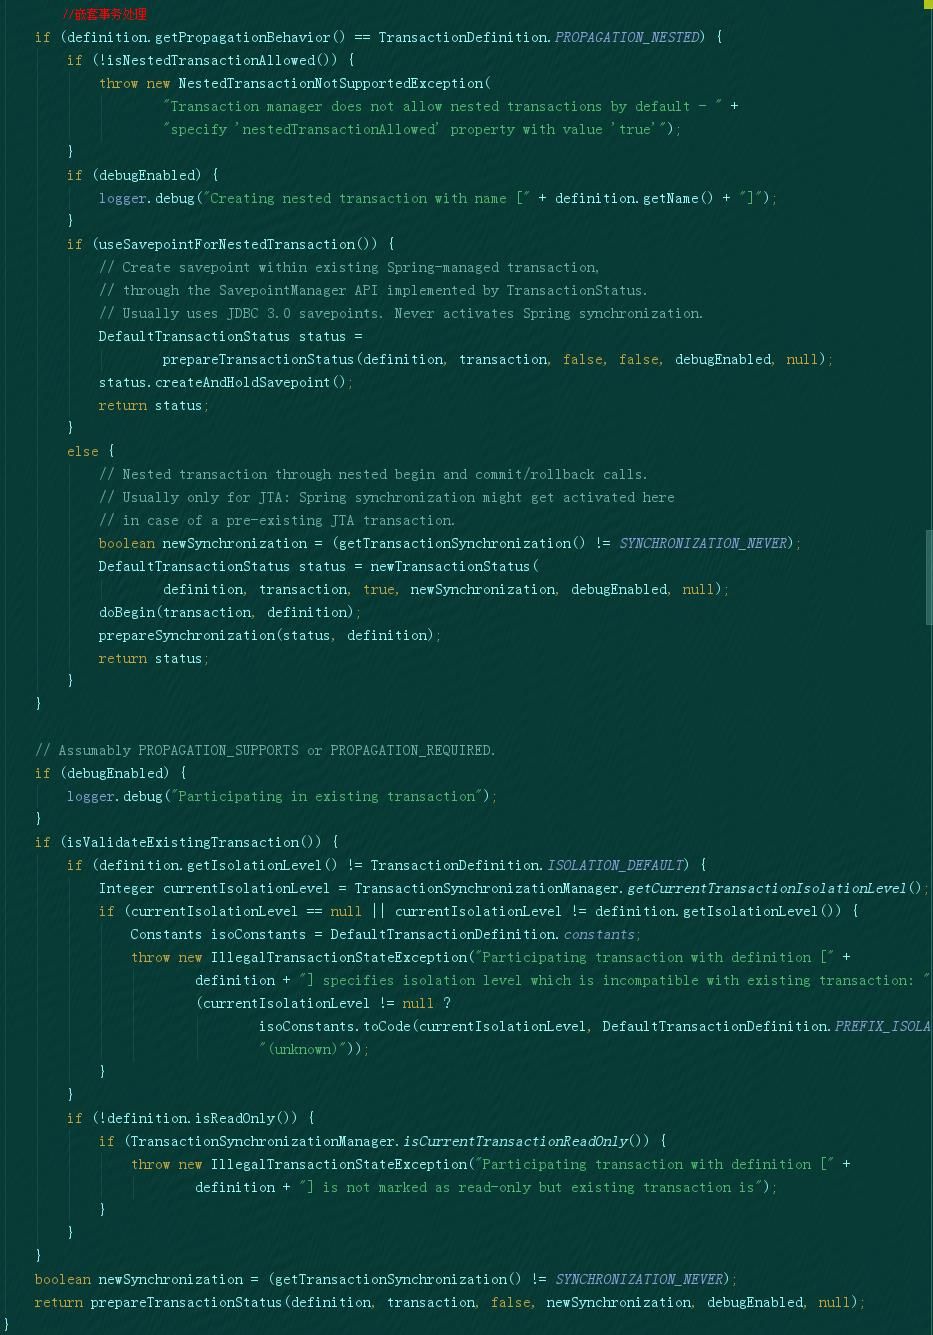 //嵌套事务处理
if (definition.getPropagationBehavior() == TransactionDefinition.PROPAGATION_NESTED) {
if (!isNestedTransactionAllowed()) {
throw new NestedTransactionNotSupportedException(
"Transaction manager does not allow nested transactions by default - " +
"specify 'nestedTransactionAllowed' property with value 'true'");
}
if (debugEnabled) {
logger.debug("Creating nested transaction with name [" + definition.getName() + "]");
}
if (useSavepointForNestedTransaction()) {
// Create savepoint within existing Spring-managed transaction,
// through the SavepointManager API implemented by TransactionStatus.
// Usually uses JDBC 3.0 savepoints. Never activates Spring synchronization.
DefaultTransactionStatus status =
prepareTransactionStatus(definition, transaction, false, false, debugEnabled, null);
status.createAndHoldSavepoint();
return status;
}
else {
// Nested transaction through nested begin and commit/rollback calls.
// Usually only for JTA: Spring synchronization might get activated here
// in case of a pre-existing JTA transaction.
boolean newSynchronization = (getTransactionSynchronization() != SYNCHRONIZATION_NEVER);
DefaultTransactionStatus status = newTransactionStatus(
definition, transaction, true, newSynchronization, debugEnabled, null);
doBegin(transaction, definition);
prepareSynchronization(status, definition);
return status;
}
}
// Assumably PROPAGATION_SUPPORTS or PROPAGATION_REQUIRED.
if (debugEnabled) {
logger.debug("Participating in existing transaction");
}
if (isValidateExistingTransaction()) {
if (definition.getIsolationLevel() != TransactionDefinition.ISOLATION_DEFAULT) {
Integer currentIsolationLevel = TransactionSynchronizationManager.getCurrentTransactionIsolationLevel();
if (currentIsolationLevel == null || currentIsolationLevel != definition.getIsolationLevel()) {
Constants isoConstants = DefaultTransactionDefinition.constants;
throw new IllegalTransactionStateException("Participating transaction with definition [" +
definition + "] specifies isolation level which is incompatible with existing transaction: "
(currentIsolationLevel != null ?
isoConstants.toCode(currentIsolationLevel, DefaultTransactionDefinition.PREFIX_ISOLA
"(unknown)"));
}
}
if (!definition.isReadOnly()) {
if (TransactionSynchronizationManager.isCurrentTransactionReadOnly()) {
throw new IllegalTransactionStateException("Participating transaction with definition [" +
definition + "] is not marked as read-only but existing transaction is");
}
}
}
boolean newSynchronization = (getTransactionSynchronization() != SYNCHRONIZATION_NEVER);
return prepareTransactionStatus(definition, transaction, false, newSynchronization, debugEnabled, null);
}